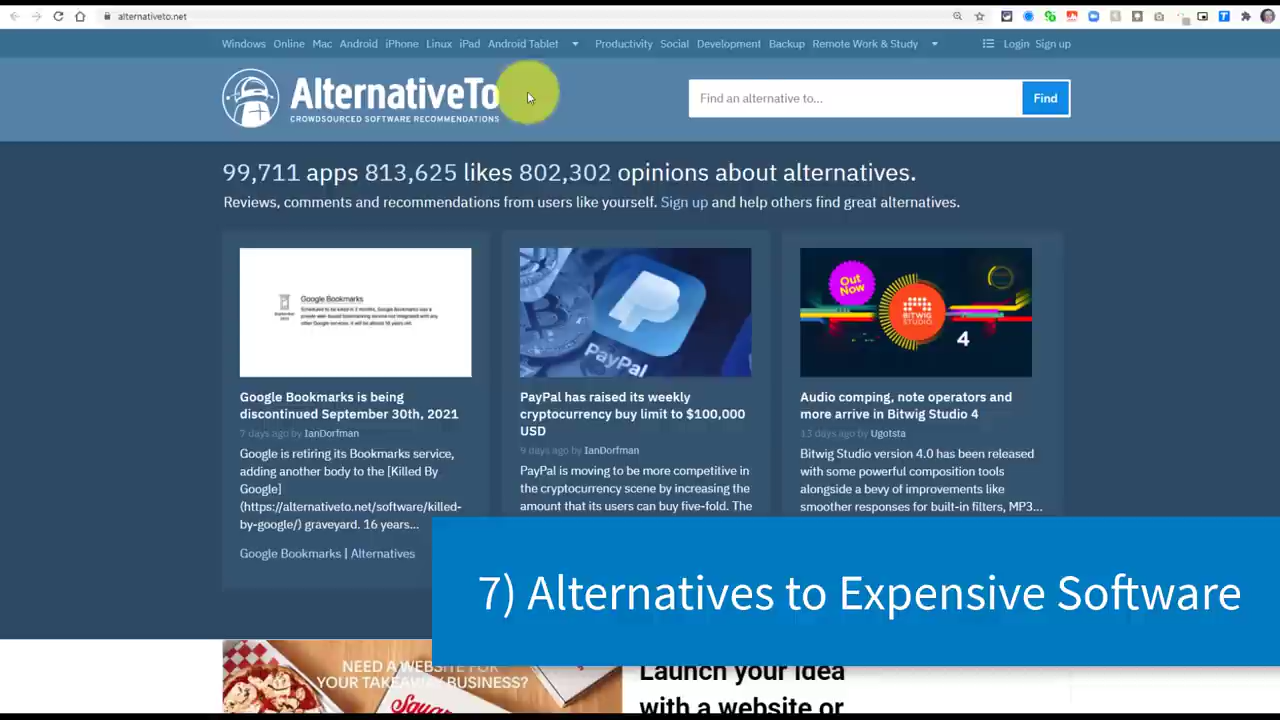 alternativeto.net
Windows Online Mac Android iPhone Linux iPad Android Tablet Productivity Social Development Backup Remote Work & Study Login Sign up
AlternativeTo
CROWDSOURCED SOFTWARE RECOMMENDATIONS
Find an alternative to...
Find
99,711 apps 813,625 likes 802,302 opinions about alternatives.
Reviews, comments and recommendations from users like yourself. Sign up and help others find great alternatives.
Google Bookmarks
PayPal
Out
Now
BITWIG
STUDIO
4
Google Bookmarks is being
discontinued September 30th, 2021
7 days ago by IanDorfman
Google is retiring its Bookmarks service,
adding another body to the [Killed By
Google]
(https://alternativeto.net/software/killed-
by-google/) graveyard. 16 years...
Google Bookmarks | Alternatives
PayPal has raised its weekly
cryptocurrency buy limit to $100,000
USD
9 days ago by IanDorfman
PayPal is moving to be more competitive in
the cryptocurrency scene by increasing the
amount that its users can buy five-fold. The
Audio comping, note operators and
more arrive in Bitwig Studio 4
13 days ago by Ugotsta
Bitwig Studio version 4.0 has been released
with some powerful composition tools
alongside a bevy of improvements like
smoother responses for built-in filters, MP3...
7) Alternatives to Expensive Software
NEED A WEBSITE FOR
YOUR TAKEAWAY BUSINESS?
Launch your idea
with a website or